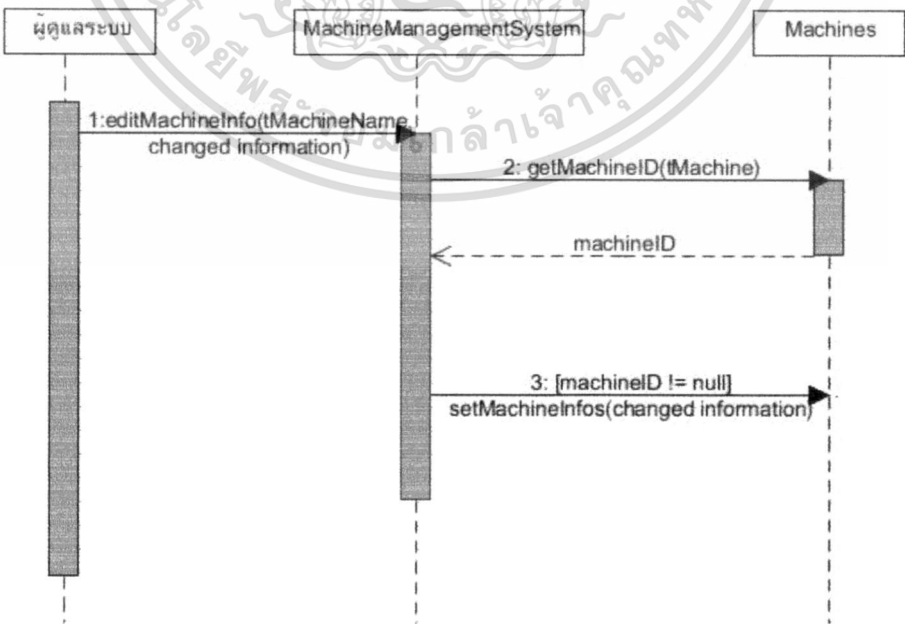 ผู้ดูแลระบบ
MachineManagementSystem
Machines
1:editMachineInfo(tMachineName,
changed information)
2: getMachineID(tMachine)
machineID
3: [machineID != null]
setMachineInfos(changed information)